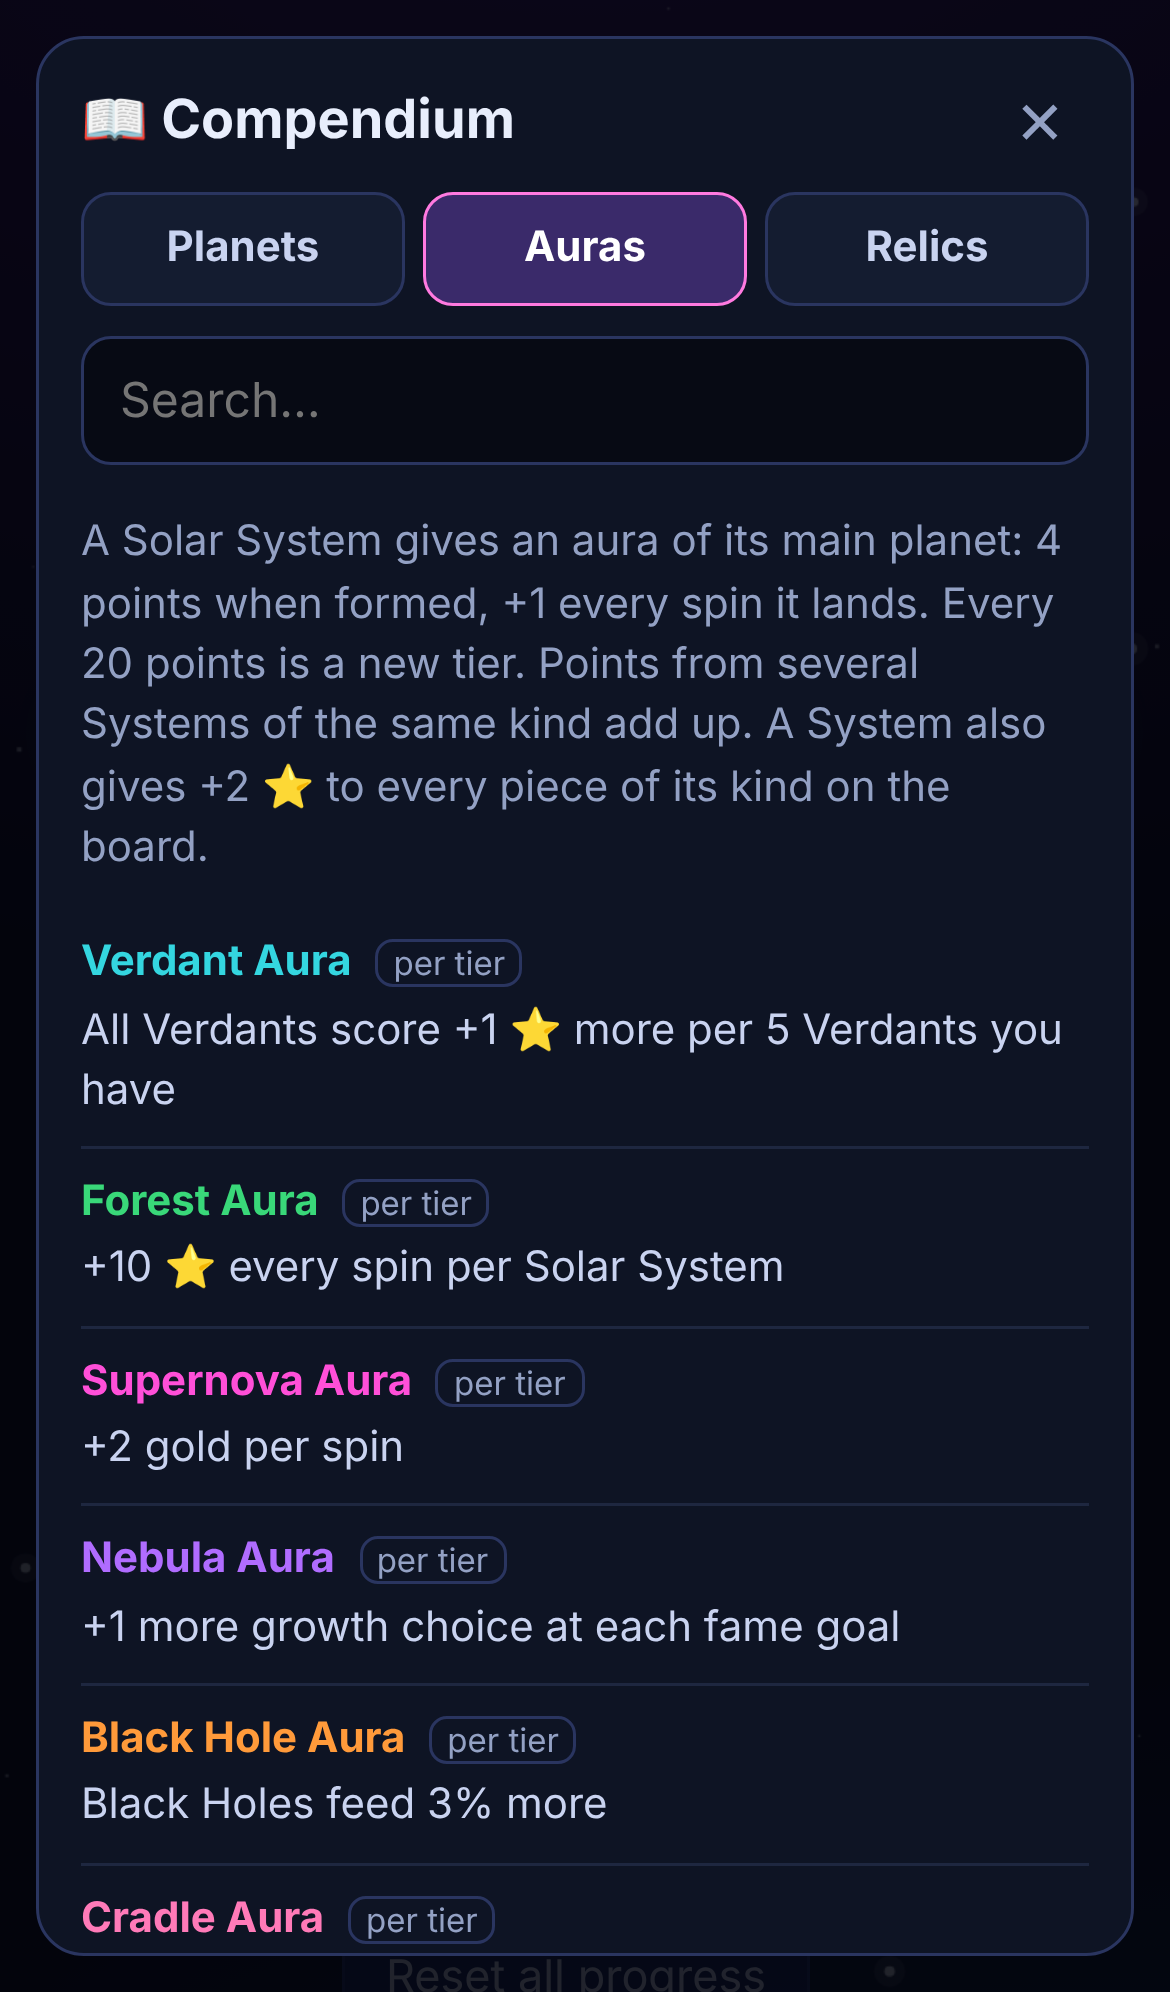 📖 Compendium
Planets
Auras
Relics
Search...
A Solar System gives an aura of its main planet: 4
points when formed, +1 every spin it lands. Every
20 points is a new tier. Points from several
Systems of the same kind add up. A System also
gives +2 ⭐ to every piece of its kind on the
board.
Verdant Aura per tier
All Verdants score +1 ⭐ more per 5 Verdants you
have
Forest Aura per tier
+10 ⭐ every spin per Solar System
Supernova Aura per tier
+2 gold per spin
Nebula Aura per tier
+1 more growth choice at each fame goal
Black Hole Aura per tier
Black Holes feed 3% more
Cradle Aura per tier
Reset all progress